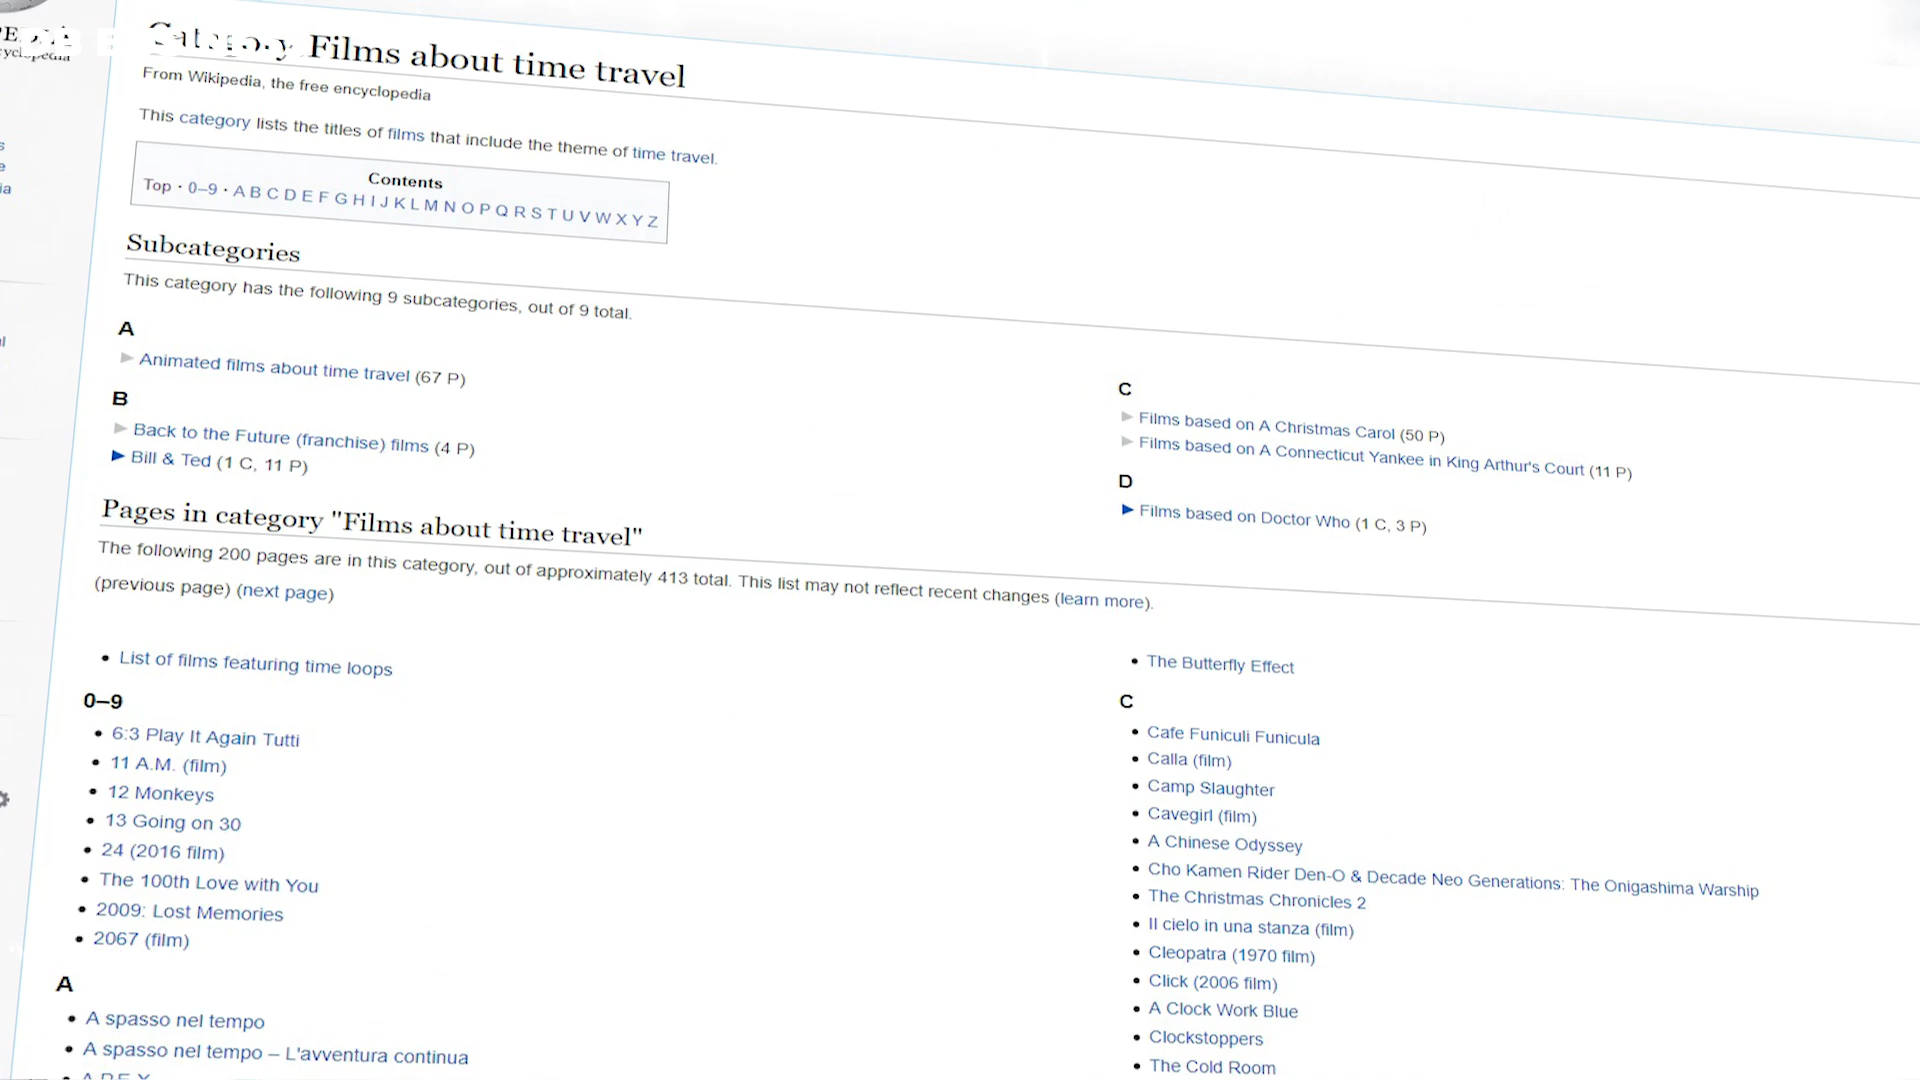 Category: Films about time travel
From Wikipedia, the free encyclopedia
This category lists the titles of films that include the theme of time travel.
Contents
Top · 0–9 · A B C D E F G H I J K L M N O P Q R S T U V W X Y Z
Subcategories
This category has the following 9 subcategories, out of 9 total.
A
► Animated films about time travel (67 P)
B
► Back to the Future (franchise) films (4 P)
► Bill & Ted (1 C, 11 P)
C
► Films based on A Christmas Carol (50 P)
► Films based on A Connecticut Yankee in King Arthur's Court (11 P)
D
► Films based on Doctor Who (1 C, 3 P)
Pages in category "Films about time travel"
The following 200 pages are in this category, out of approximately 413 total. This list may not reflect recent changes (learn more).
(previous page) (next page)
• List of films featuring time loops
0–9
• 6:3 Play It Again Tutti
• 11 A.M. (film)
• 12 Monkeys
• 13 Going on 30
• 24 (2016 film)
• The 100th Love with You
• 2009: Lost Memories
• 2067 (film)
A
• A spasso nel tempo
• A spasso nel tempo – L'avventura continua
• The Butterfly Effect
C
• Cafe Funiculi Funicula
• Calla (film)
• Camp Slaughter
• Cavegirl (film)
• A Chinese Odyssey
• Cho Kamen Rider Den-O & Decade Neo Generations: The Onigashima Warship
• The Christmas Chronicles 2
• Il cielo in una stanza (film)
• Cleopatra (1970 film)
• Click (2006 film)
• A Clock Work Blue
• Clockstoppers
• The Cold Room